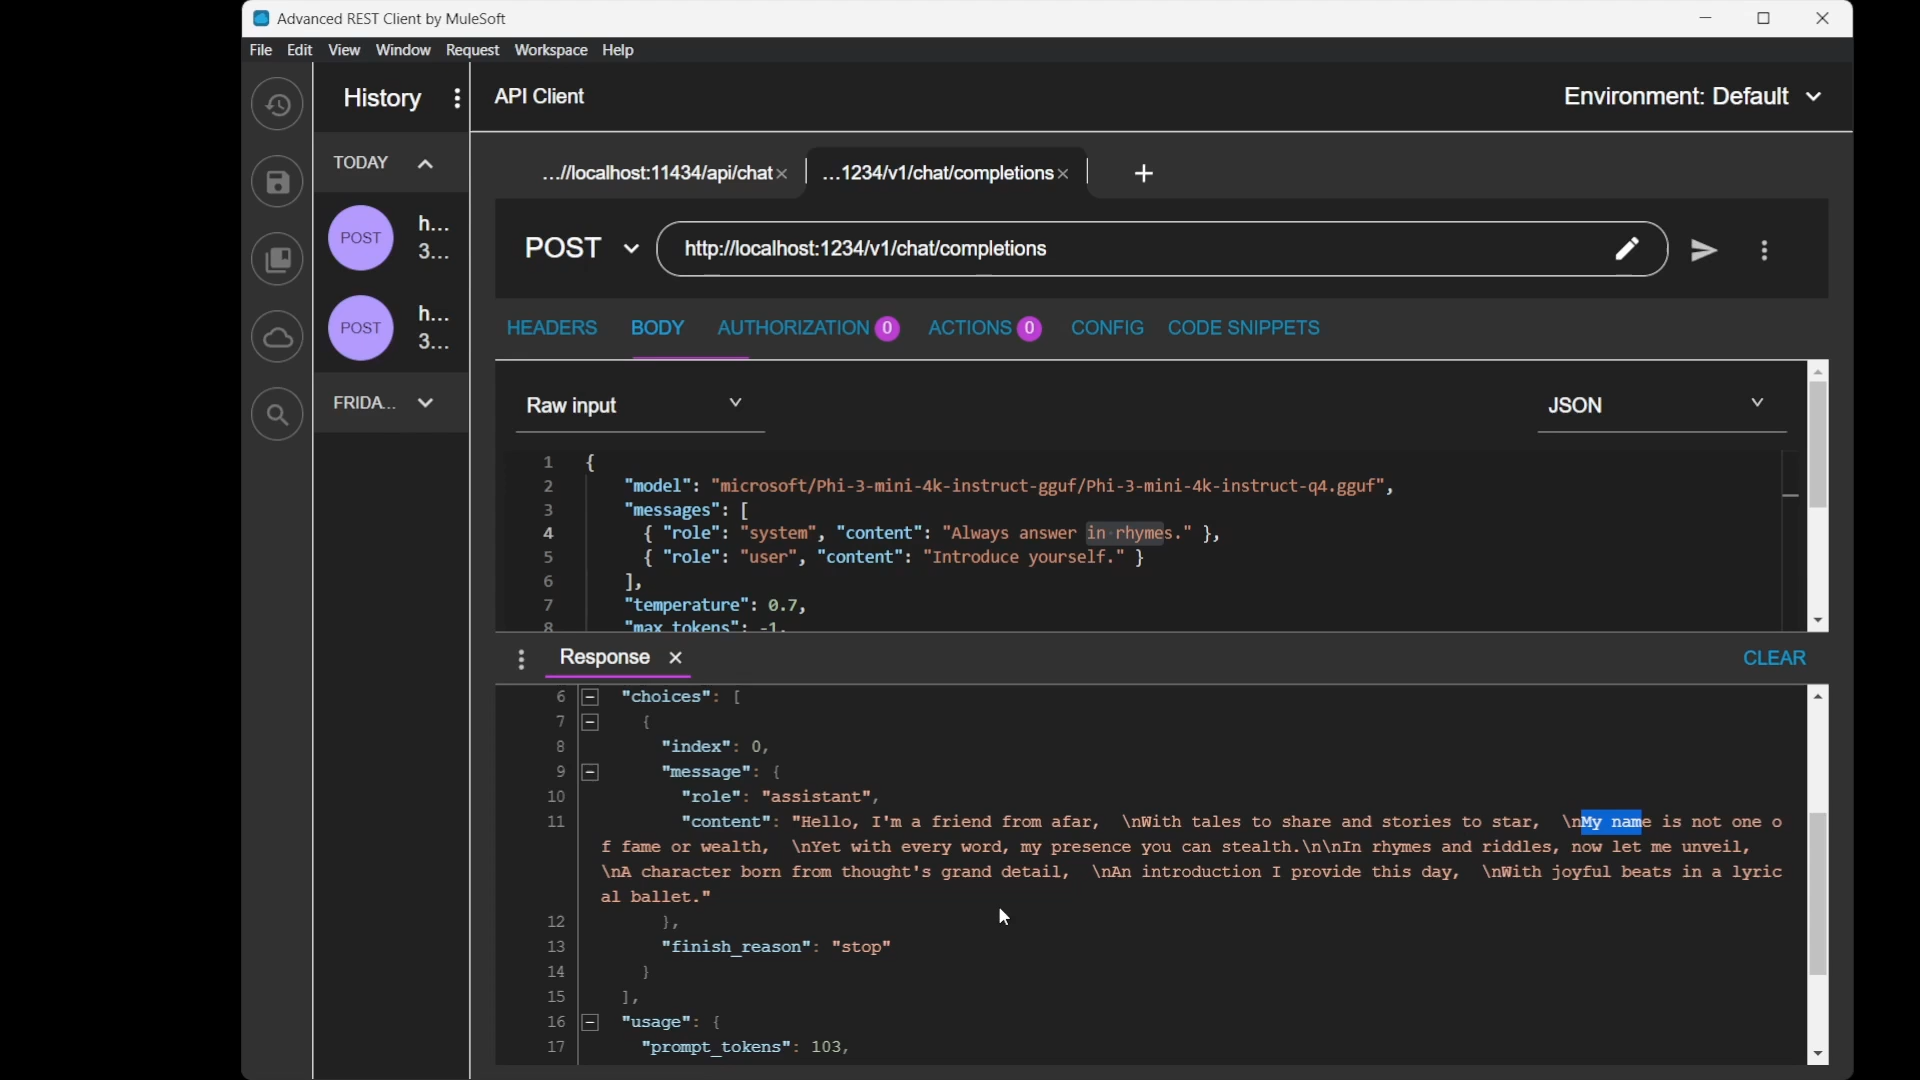 Advanced REST Client by MuleSoft
File Edit View Window Request Workspace Help
History
API Client
Environment: Default
TODAY
...//localhost:11434/api/chat
...1234/v1/chat/completions
POST
h...
3...
POST
http://localhost:1234/v1/chat/completions
POST
h...
3...
HEADERS BODY AUTHORIZATION 0 ACTIONS 0 CONFIG CODE SNIPPETS
FRIDA...
Raw input
JSON
1 {
2 "model": "microsoft/Phi-3-mini-4k-instruct-gguf/Phi-3-mini-4k-instruct-q4.gguf",
3 "messages": [
4 { "role": "system", "content": "Always answer in rhymes." },
5 { "role": "user", "content": "Introduce yourself." }
6 ],
7 "temperature": 0.7,
8 "max_tokens": -1,
Response
CLEAR
6 "choices": [
7 {
8 "index": 0,
9 "message": {
10 "role": "assistant",
11 "content": "Hello, I'm a friend from afar, \nWith tales to share and stories to star, \nMy name is not one o
f fame or wealth, \nYet with every word, my presence you can stealth.\n\nIn rhymes and riddles, now let me unveil,
\nA character born from thought's grand detail, \nAn introduction I provide this day, \nWith joyful beats in a lyric
al ballet."
12 },
13 "finish_reason": "stop"
14 }
15 ],
16 "usage": {
17 "prompt_tokens": 103,